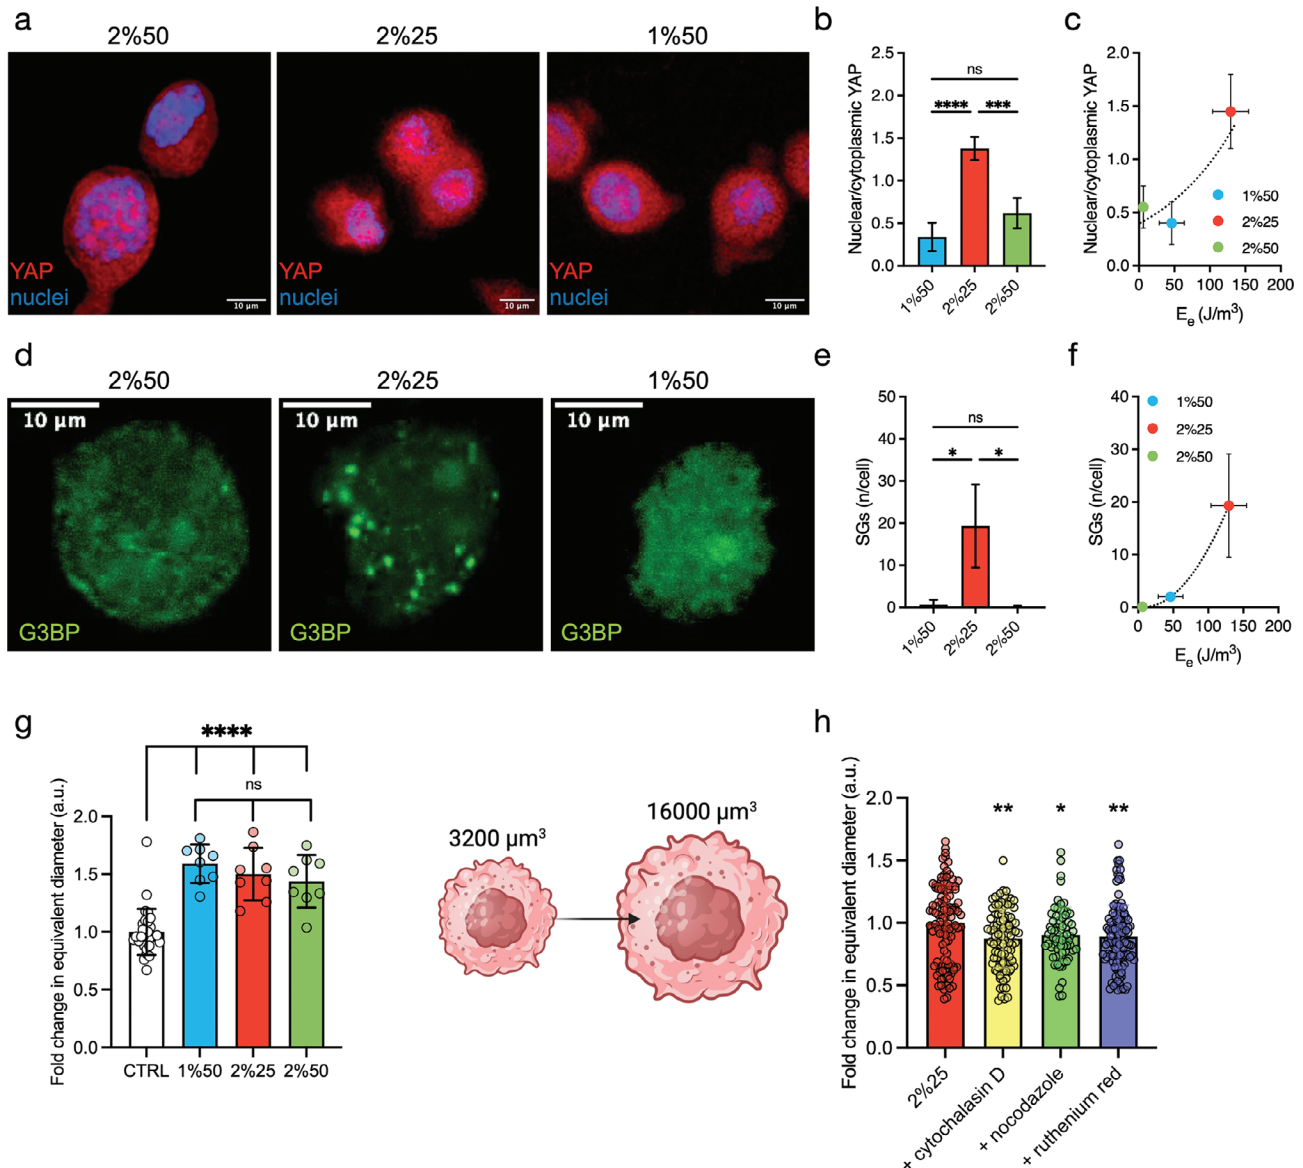 a
2%50
2%25
1%50
YAP
nuclei
10 µm
YAP
nuclei
10 µm
YAP
nuclei
10 µm
b
Nuclear/cytoplasmic YAP
2.5
2.0
1.5
1.0
0.5
0.0
ns
**** ***
1%50
2%25
2%50
c
Nuclear/cytoplasmic YAP
2.0
1.5
1.0
0.5
0.0
1%50
2%25
2%50
0 50 100 150 200
Ee (J/m³)
d
2%50
2%25
1%50
10 µm
G3BP
10 µm
G3BP
10 µm
G3BP
e
SGs (n/cell)
50
40
30
20
10
0
ns
* *
1%50
2%25
2%50
f
SGs (n/cell)
40
30
20
10
0
1%50
2%25
2%50
0 50 100 150 200
Ee (J/m³)
g
Fold change in equivalent diameter (a.u.)
2.0
1.5
1.0
0.5
0.0
****
ns
CTRL 1%50 2%25 2%50
3200 µm³
16000 µm³
h
Fold change in equivalent diameter (a.u.)
2.0
1.5
1.0
0.5
0.0
** * **
2%25
+ cytochalasin D
+ nocodazole
+ ruthenium red